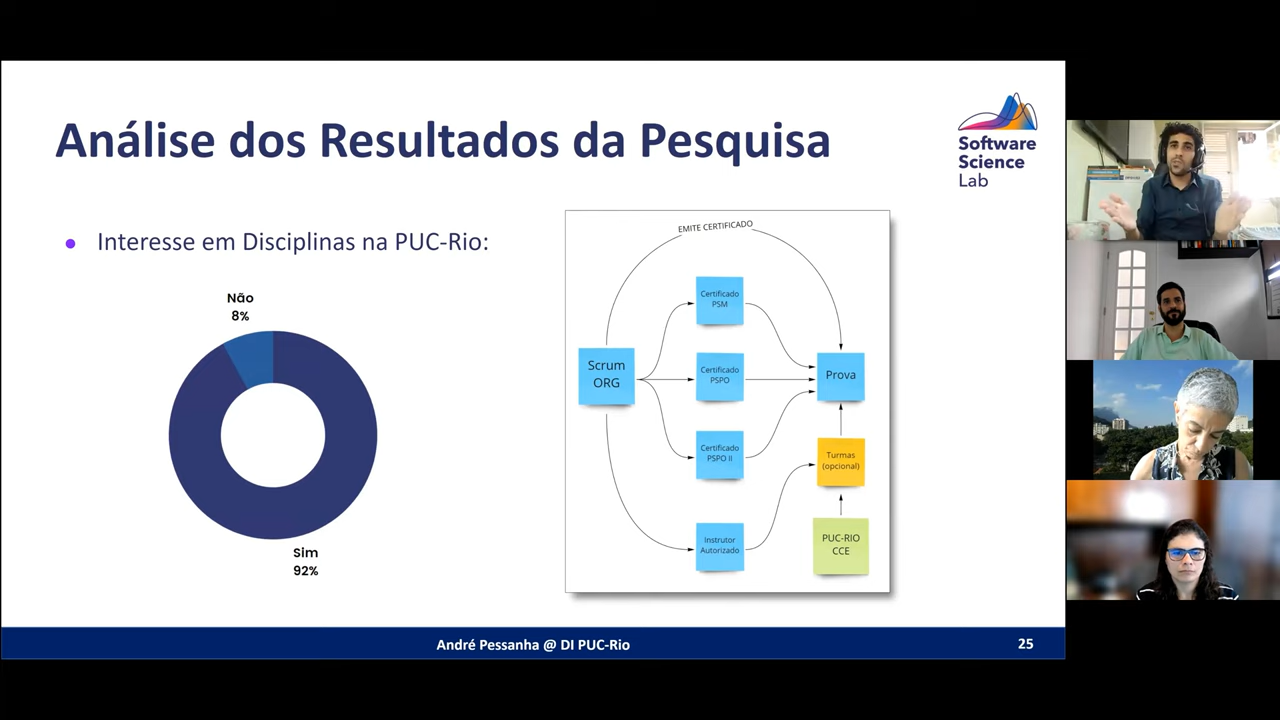 Análise dos Resultados da Pesquisa
Software
Science
Lab
● Interesse em Disciplinas na PUC-Rio:
Não
8%
Sim
92%
EMITE CERTIFICADO
Certificado
PSM
Scrum
ORG
Certificado
PSPO
Prova
Certificado
PSPO II
Turmas
(opcional)
Instrutor
Autorizado
PUC-RIO
CCE
André Pessanha @ DI PUC-Rio
25